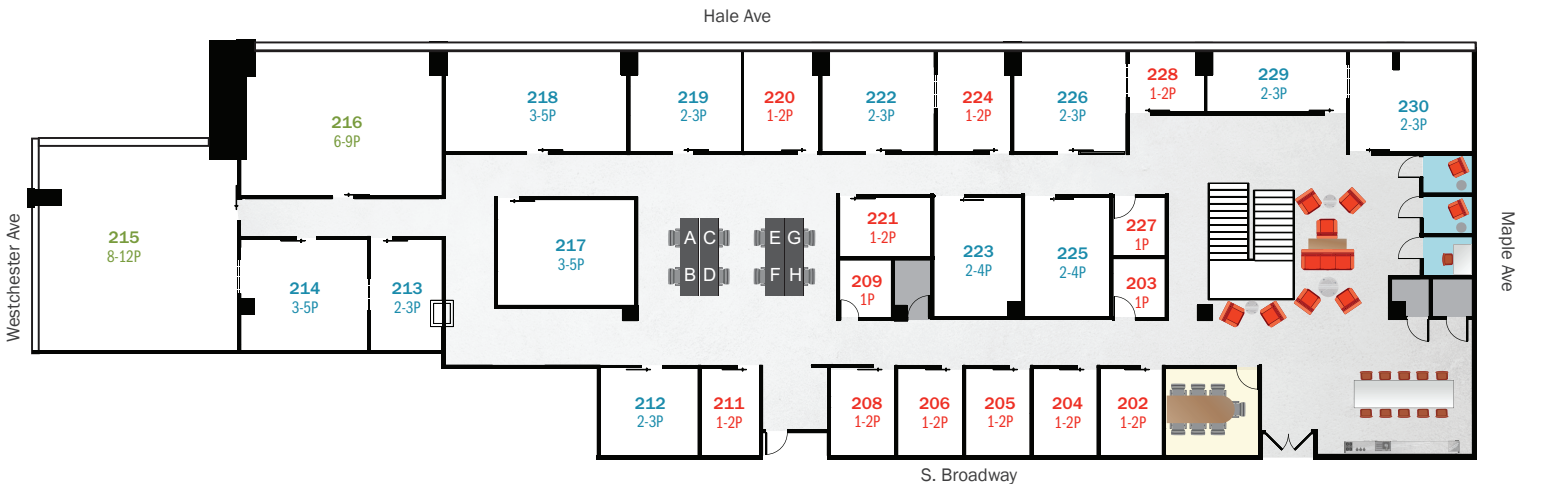 Hale Ave
Westchester Ave
Maple Ave
S. Broadway
215
8-12P
216
6-9P
218
3-5P
219
2-3P
220
1-2P
222
2-3P
224
1-2P
226
2-3P
228
1-2P
229
2-3P
230
2-3P
214
3-5P
213
2-3P
217
3-5P
A C
B D
E G
F H
221
1-2P
209
1P
223
2-4P
225
2-4P
227
1P
203
1P
212
2-3P
211
1-2P
208
1-2P
206
1-2P
205
1-2P
204
1-2P
202
1-2P